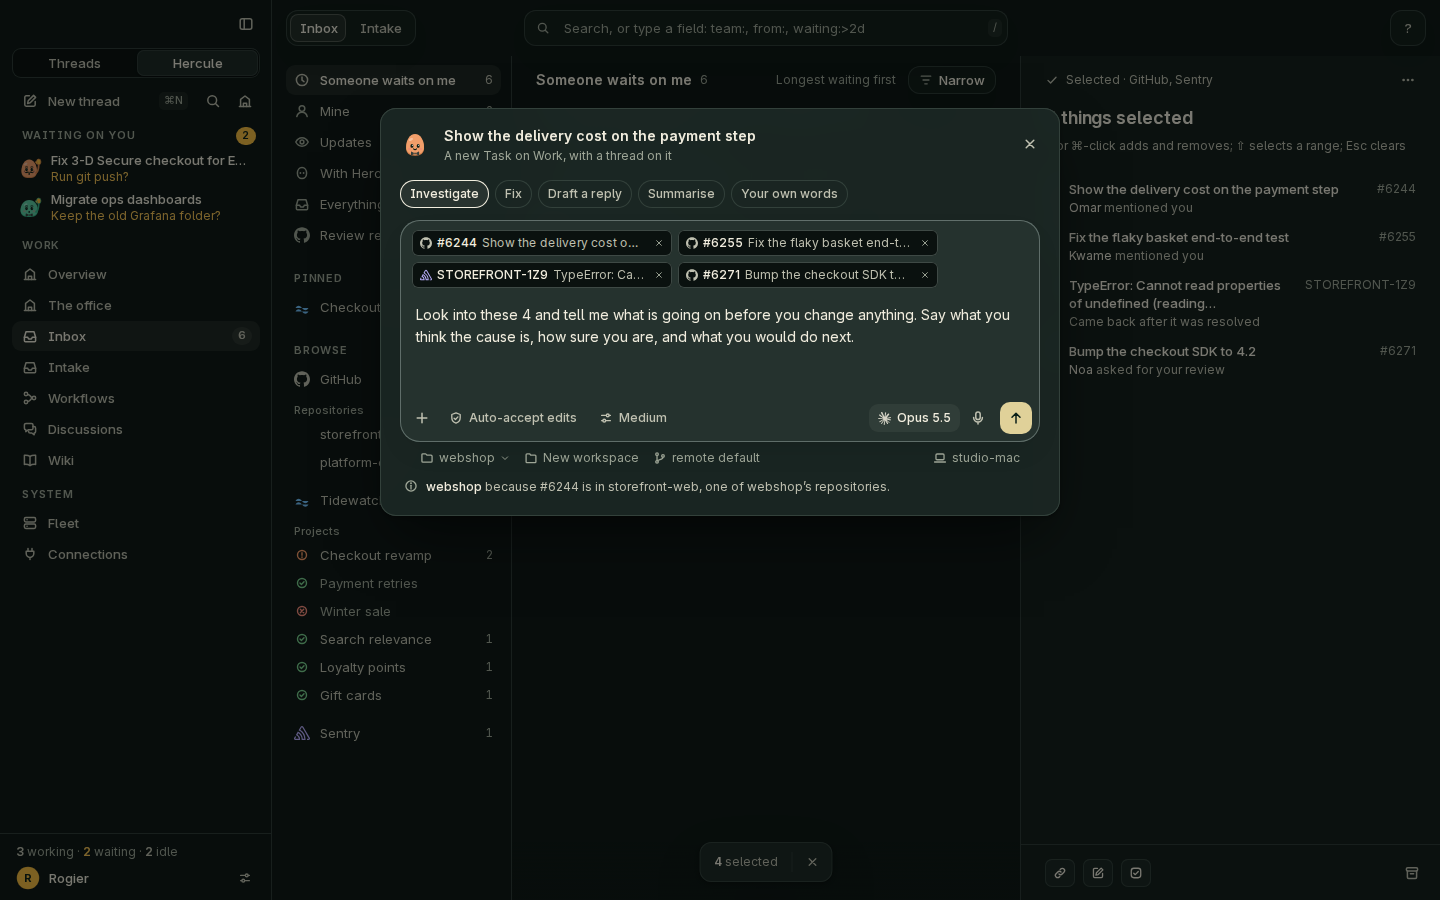 Threads
Hercule
New thread
⌘N
WAITING ON YOU
2
Fix 3-D Secure checkout for E…
Run git push?
Migrate ops dashboards
Keep the old Grafana folder?
WORK
Overview
The office
Inbox
6
Intake
Workflows
Discussions
Wiki
SYSTEM
Fleet
Connections
3 working · 2 waiting · 2 idle
R
Rogier
Inbox
Intake
Search, or type a field: team:, from:, waiting:>2d
/
?
Someone waits on me
6
Mine
Updates
With Herc
Everything
Review re
PINNED
Checkout
BROWSE
GitHub
Repositories
storefront
platform-
Tidewatc
Projects
Checkout revamp
2
Payment retries
Winter sale
Search relevance
1
Loyalty points
1
Gift cards
1
Sentry
1
Someone waits on me 6
Longest waiting first
Narrow
Show the delivery cost on the payment step
A new Task on Work, with a thread on it
Investigate
Fix
Draft a reply
Summarise
Your own words
#6244 Show the delivery cost o…
#6255 Fix the flaky basket end-t…
STOREFRONT-1Z9 TypeError: Ca…
#6271 Bump the checkout SDK t…
Look into these 4 and tell me what is going on before you change anything. Say what you
think the cause is, how sure you are, and what you would do next.
Auto-accept edits
Medium
Opus 5.5
webshop
New workspace
remote default
studio-mac
webshop because #6244 is in storefront-web, one of webshop’s repositories.
4 selected
Selected · GitHub, Sentry
things selected
or ⌘-click adds and removes; ⇧ selects a range; Esc clears
Show the delivery cost on the payment step
#6244
Omar mentioned you
Fix the flaky basket end-to-end test
#6255
Kwame mentioned you
TypeError: Cannot read properties
of undefined (reading…
STOREFRONT-1Z9
Came back after it was resolved
Bump the checkout SDK to 4.2
#6271
Noa asked for your review